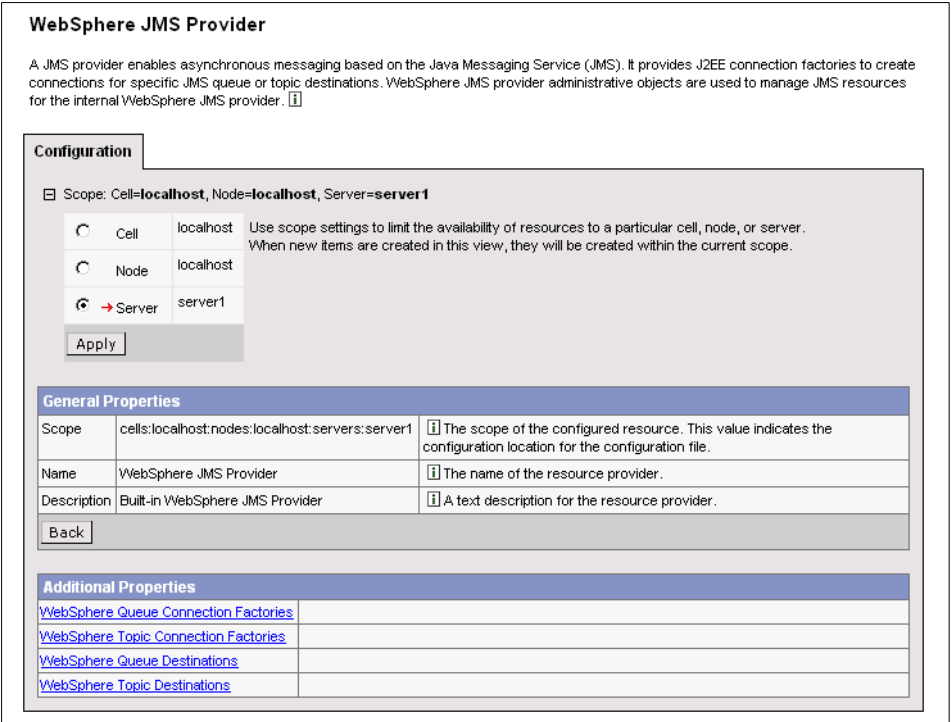 WebSphere JMS Provider
A JMS provider enables asynchronous messaging based on the Java Messaging Service (JMS). It provides J2EE connection factories to create
connections for specific JMS queue or topic destinations. WebSphere JMS provider administrative objects are used to manage JMS resources
for the internal WebSphere JMS provider. i
Configuration
Scope: Cell=localhost, Node=localhost, Server=server1
Cell localhost
Use scope settings to limit the availability of resources to a particular cell, node, or server.
When new items are created in this view, they will be created within the current scope.
Node localhost
Server server1
Apply
General Properties
Scope cells:localhost:nodes:localhost:servers:server1 i The scope of the configured resource. This value indicates the
configuration location for the configuration file.
Name WebSphere JMS Provider i The name of the resource provider.
Description Built-in WebSphere JMS Provider i A text description for the resource provider.
Back
Additional Properties
WebSphere Queue Connection Factories
WebSphere Topic Connection Factories
WebSphere Queue Destinations
WebSphere Topic Destinations